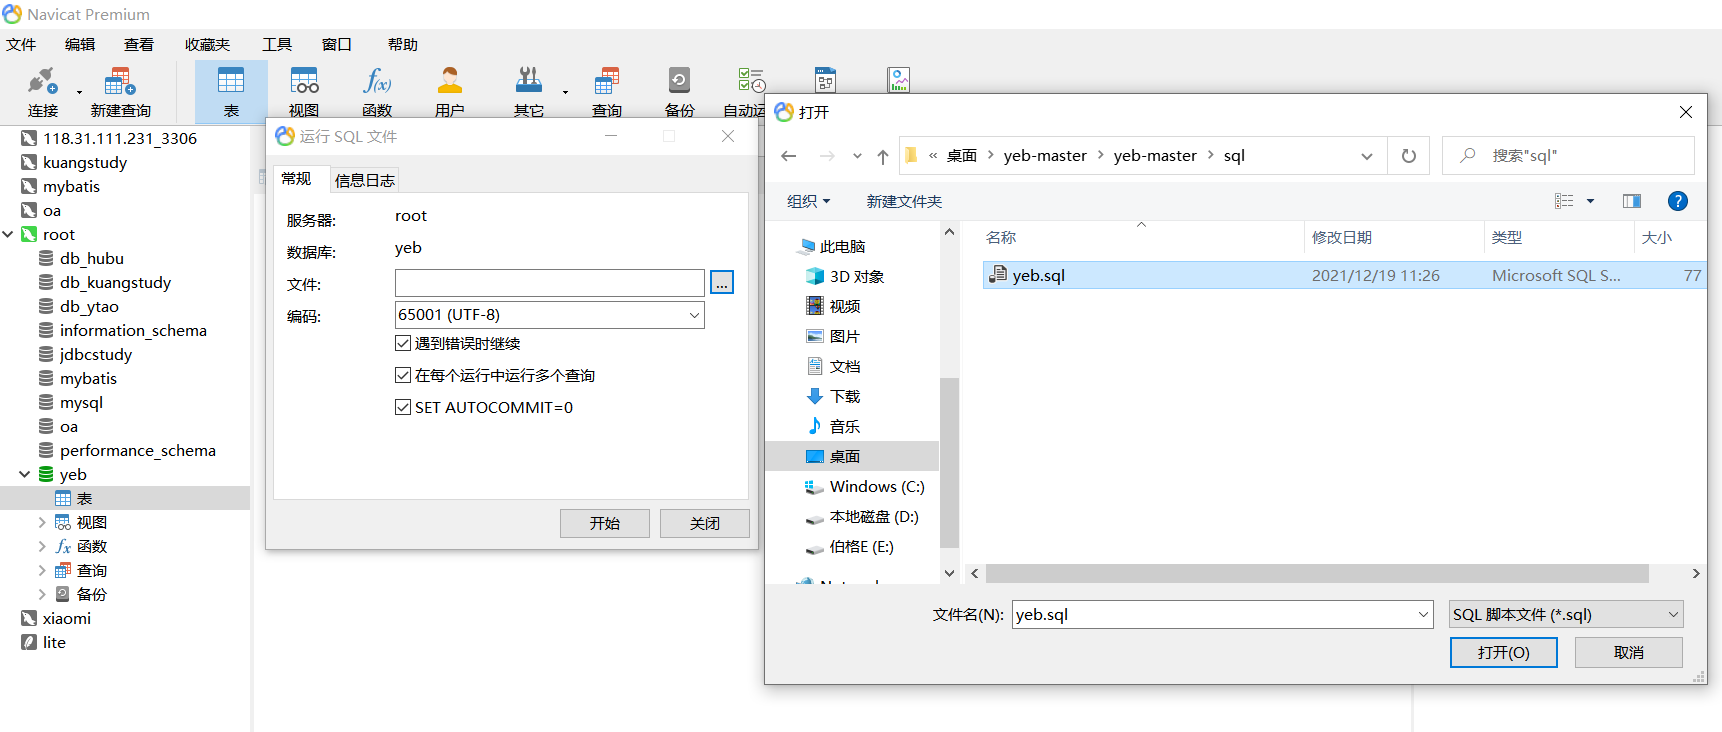 Navicat Premium
文件 编辑 查看 收藏夹 工具 窗口 帮助
连接 新建查询 表 视图 函数 用户 其它 查询 备份 自动运
118.31.111.231_3306
kuangstudy
mybatis
oa
root
db_hubu
db_kuangstudy
db_ytao
information_schema
jdbcstudy
mybatis
mysql
oa
performance_schema
yeb
表
视图
函数
查询
备份
xiaomi
lite
运行 SQL 文件
常规 信息日志
服务器: root
数据库: yeb
文件: ...
编码: 65001 (UTF-8)
遇到错误时继续
在每个运行中运行多个查询
SET AUTOCOMMIT=0
开始 关闭
打开
« 桌面 > yeb-master > yeb-master > sql
搜索"sql"
组织 新建文件夹
此电脑
3D 对象
视频
图片
文档
下载
音乐
桌面
Windows (C:)
本地磁盘 (D:)
伯格E (E:)
名称 修改日期 类型 大小
yeb.sql 2021/12/19 11:26 Microsoft SQL S... 77
文件名(N): yeb.sql
SQL 脚本文件 (*.sql)
打开(O) 取消